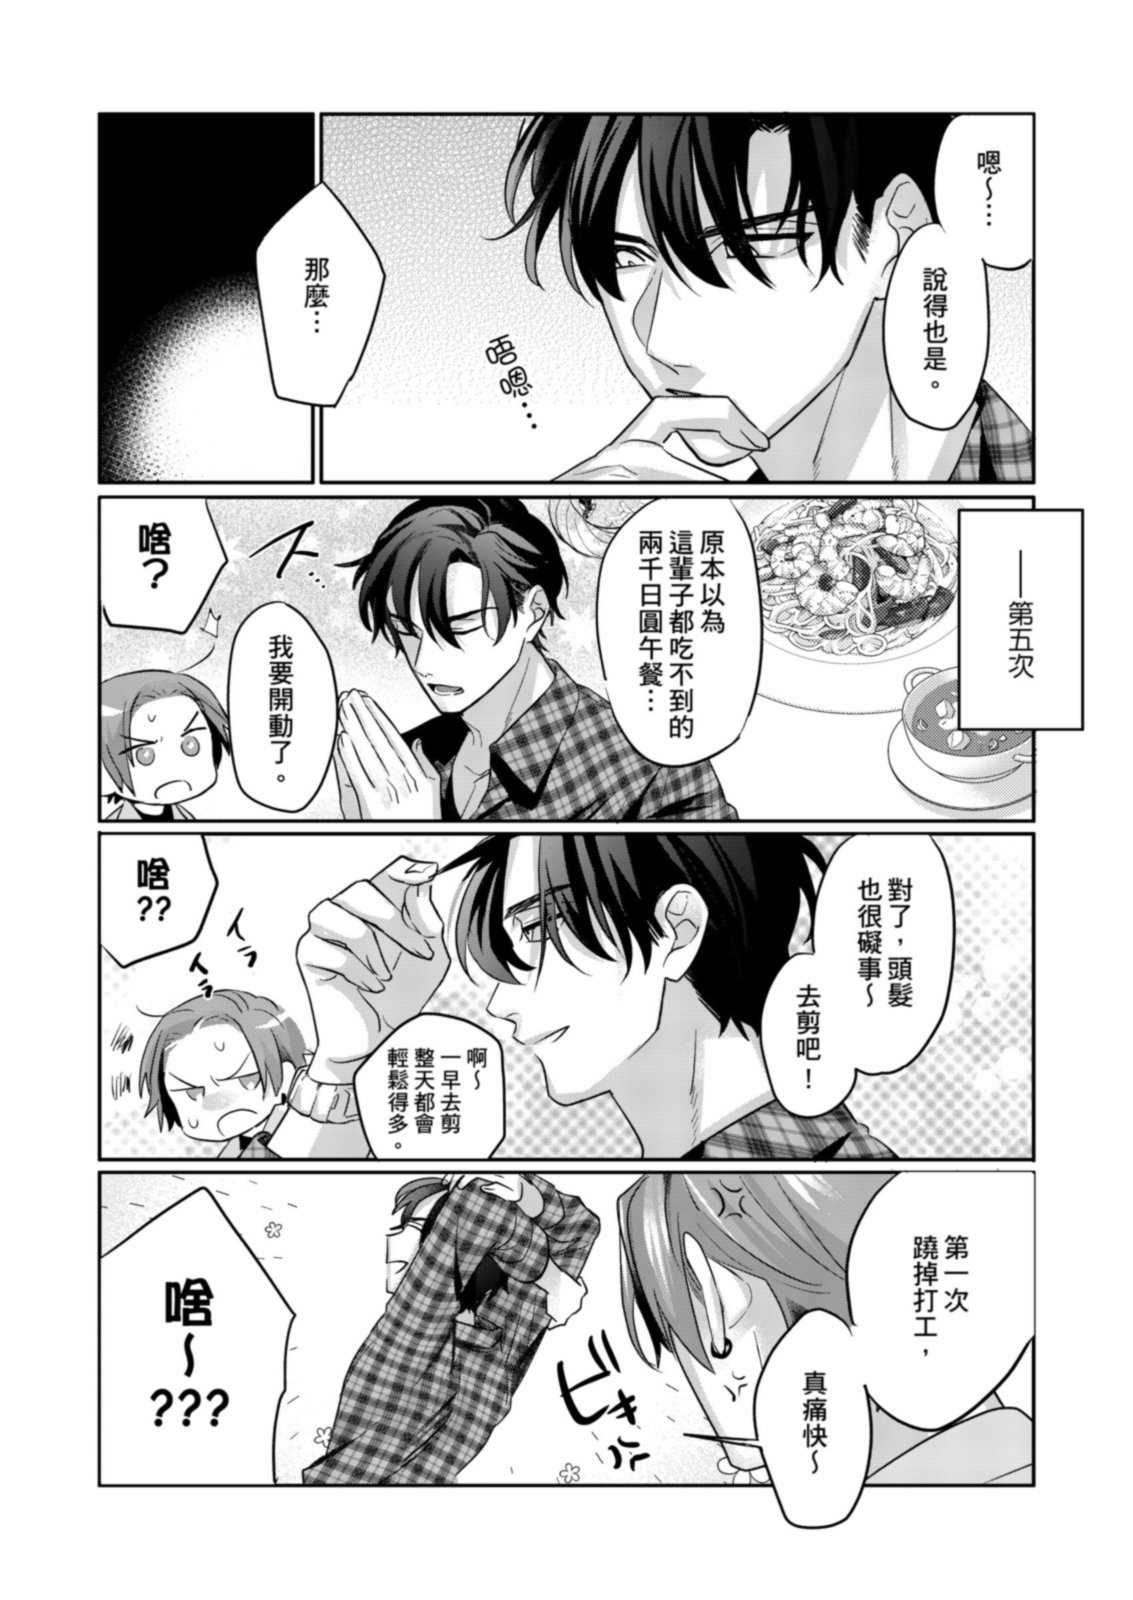 嗯～…
說得也是。
唔嗯…
那麼…
——第五次
原本以為
這輩子都吃不到的
兩千日圓午餐…
我要開動了。
啥？
對了，頭髮
也很礙事～
去剪吧！
啊～
一早去剪
整天都會
輕鬆得多。
イラ
イラ
啥??
第一次
蹺掉打工，
真痛快～
ゴキッ
啥～???